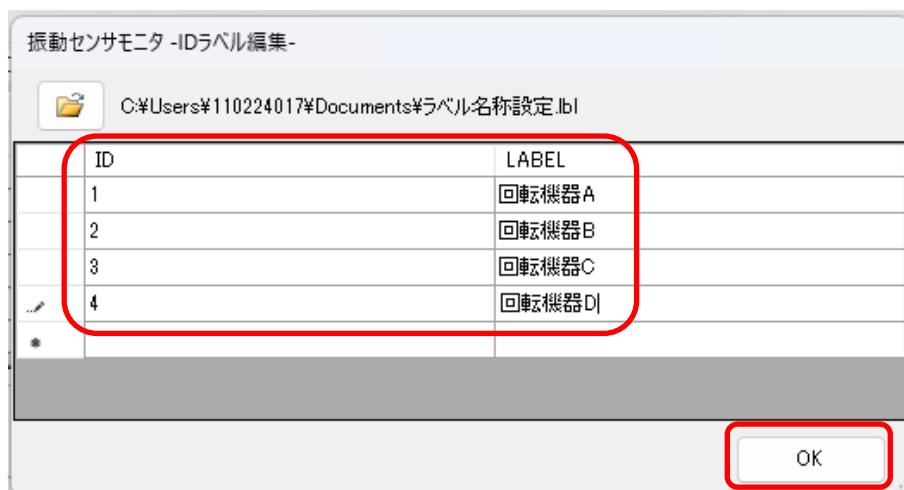 振動センサモニタ -IDラベル編集-
C:¥Users¥110224017¥Documents¥ラベル名称設定.lbl
ID LABEL
1 回転機器A
2 回転機器B
3 回転機器C
4 回転機器D
OK